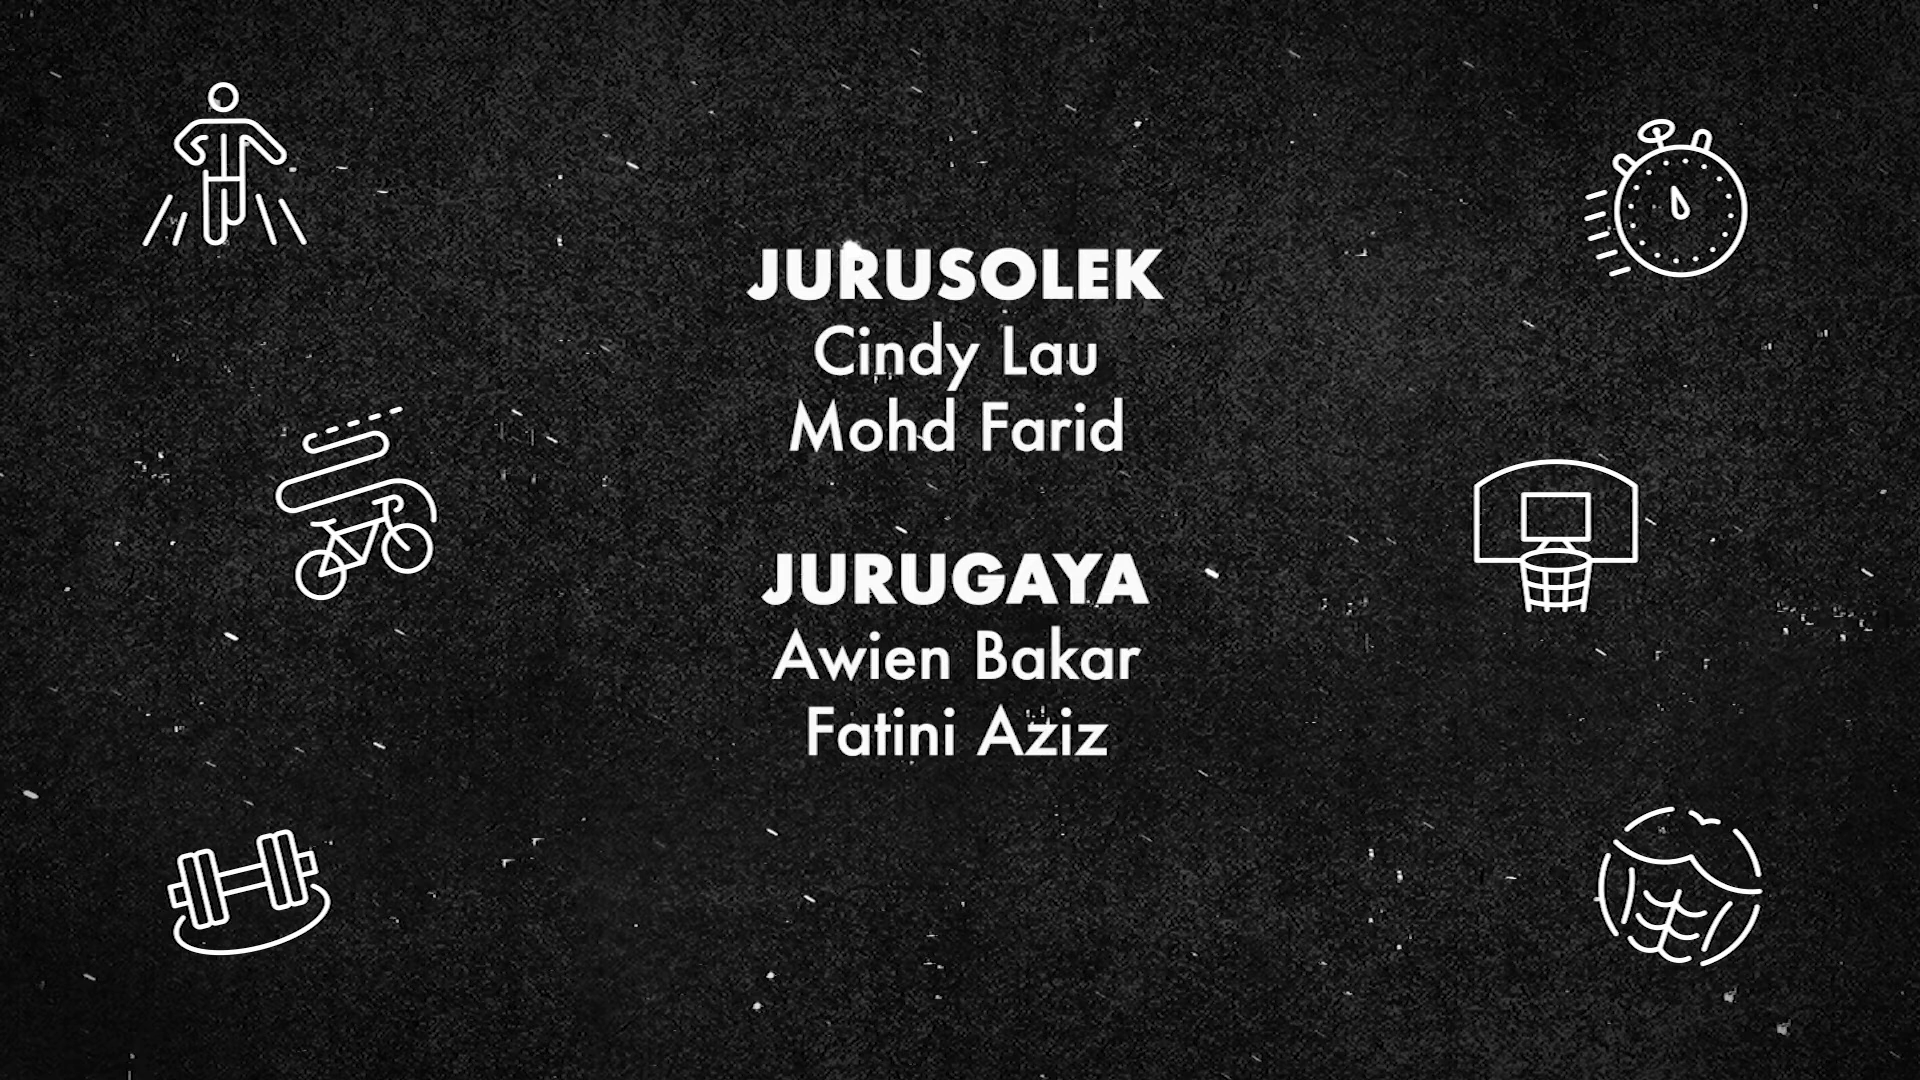 JURUSOLEK
Cindy Lau
Mohd Farid
JURUGAYA
Awien Bakar
Fatini Aziz